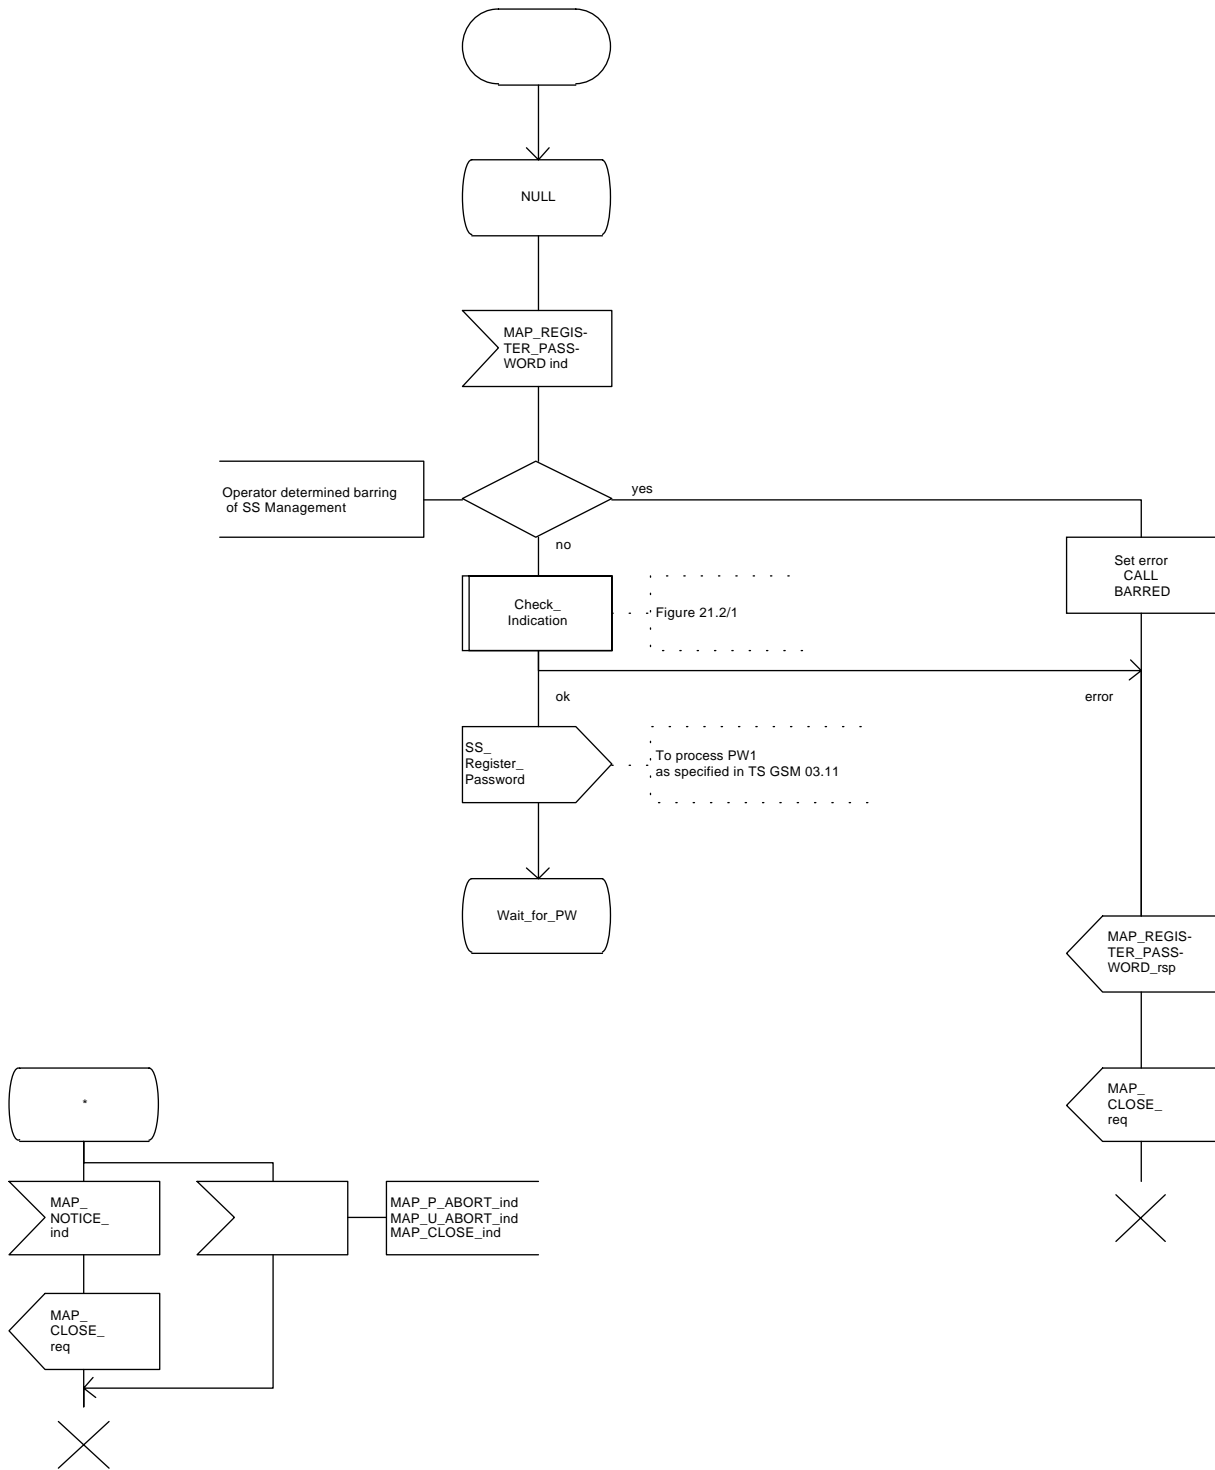 NULL
MAP_REGIS-
TER_PASS-
WORD ind
Operator determined barring
of SS Management
yes
no
Set error
CALL
BARRED
Check_
Indication
Figure 21.2/1
ok
error
SS_
Register_
Password
To process PW1
as specified in TS GSM 03.11
Wait_for_PW
MAP_REGIS-
TER_PASS-
WORD_rsp
MAP_
CLOSE_
req
*
MAP_
NOTICE_
ind
MAP_P_ABORT_ind
MAP_U_ABORT_ind
MAP_CLOSE_ind
MAP_
CLOSE_
req